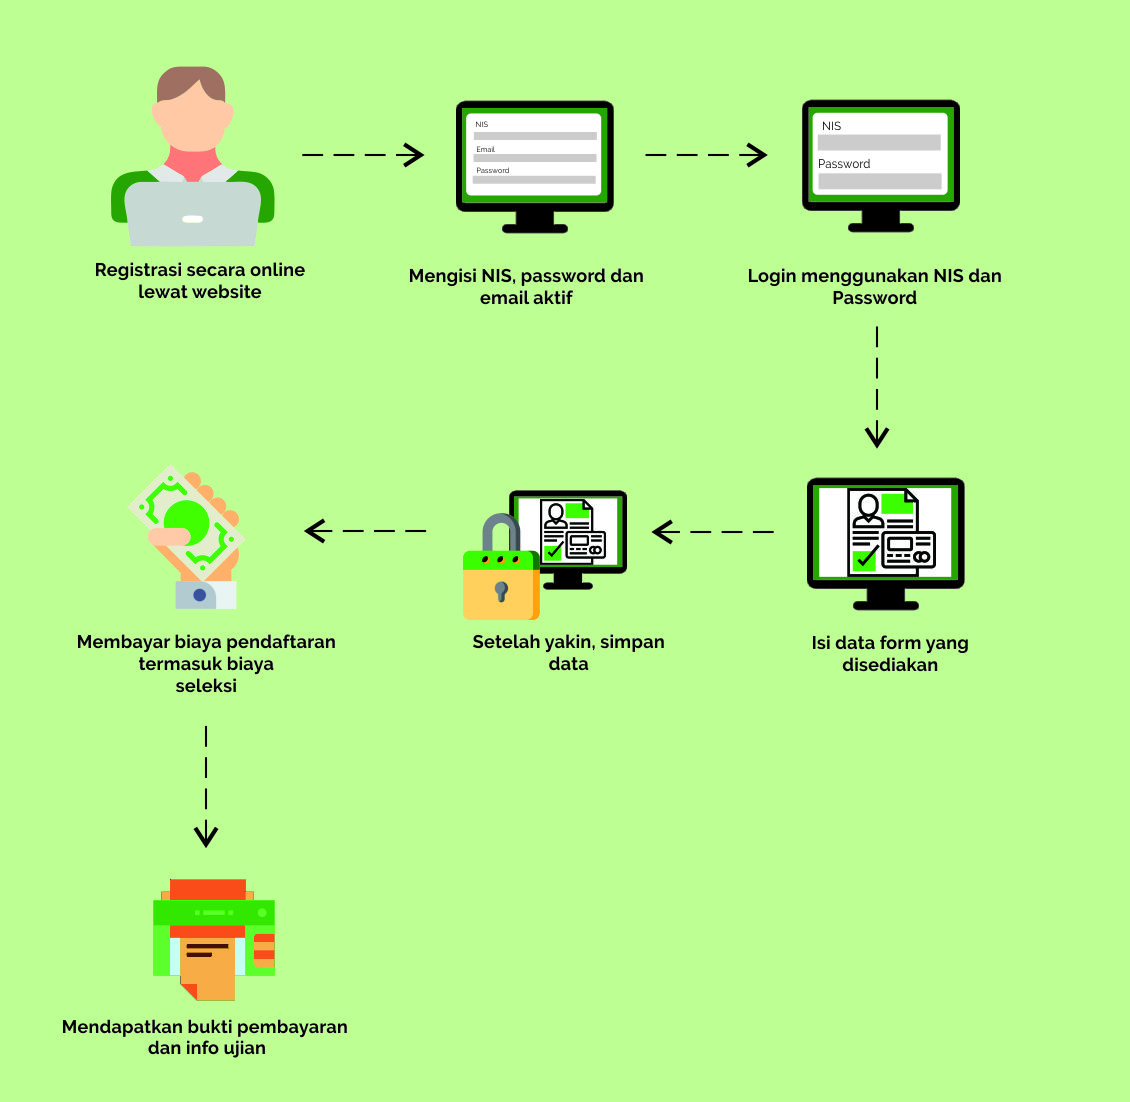 NIS
Email
Password
NIS
Password
Registrasi secara online
lewat website
Mengisi NIS, password dan
email aktif
Login menggunakan NIS dan
Password
Membayar biaya pendaftaran
termasuk biaya
seleksi
Setelah yakin, simpan
data
Isi data form yang
disediakan
Mendapatkan bukti pembayaran
dan info ujian